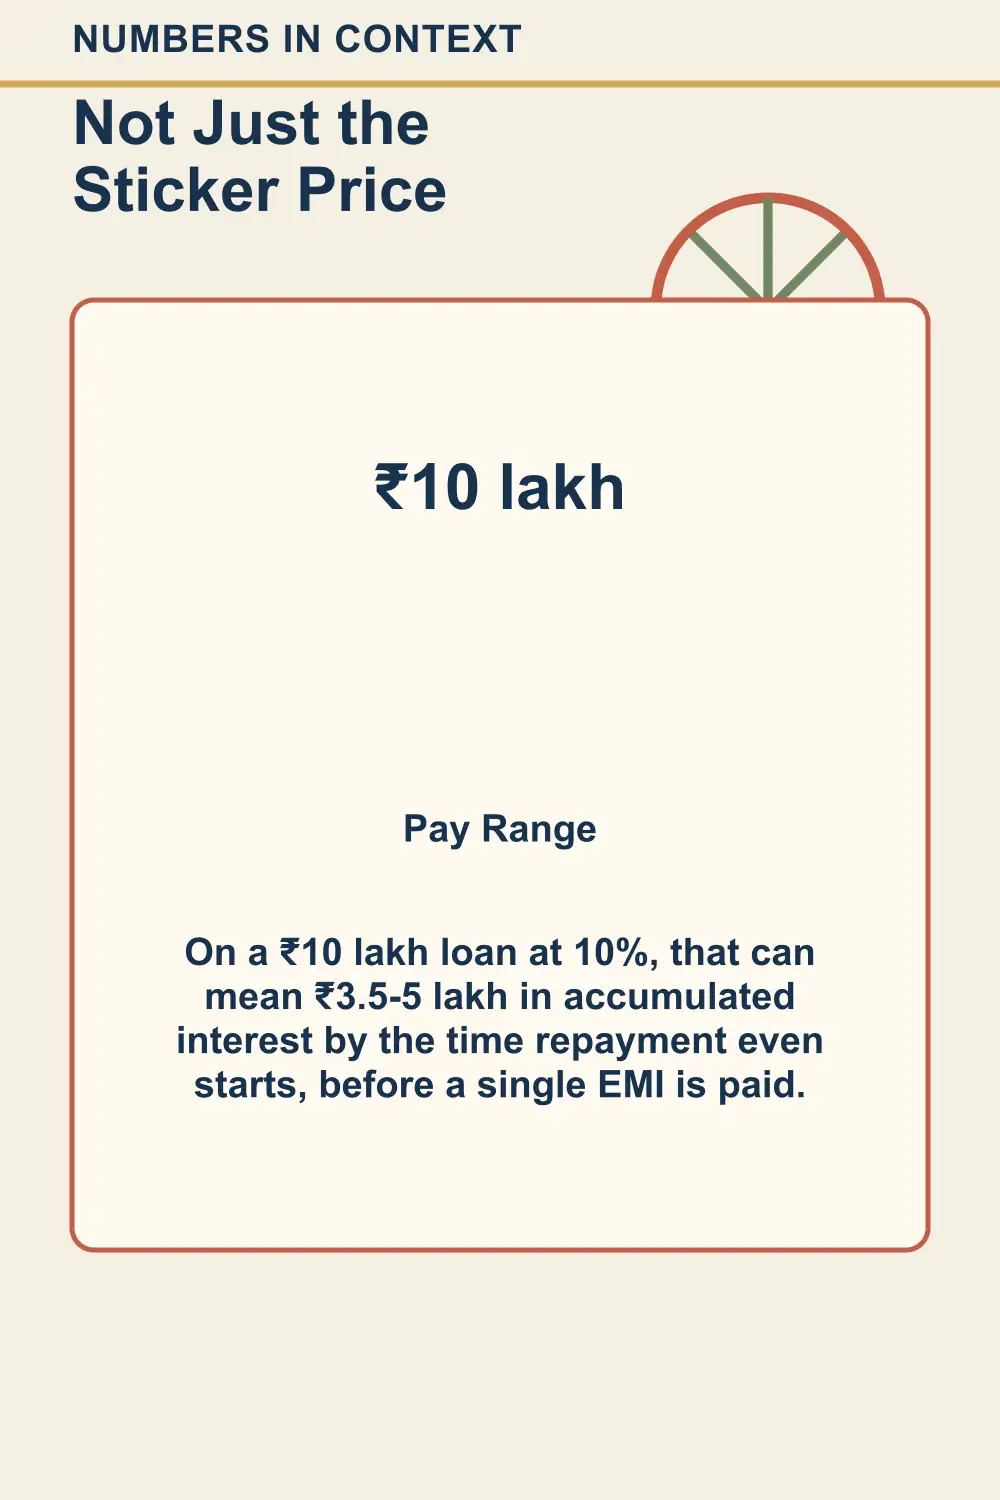 NUMBERS IN CONTEXT
Not Just the
Sticker Price
₹10 lakh
Pay Range
On a ₹10 lakh loan at 10%, that can
mean ₹3.5-5 lakh in accumulated
interest by the time repayment even
starts, before a single EMI is paid.